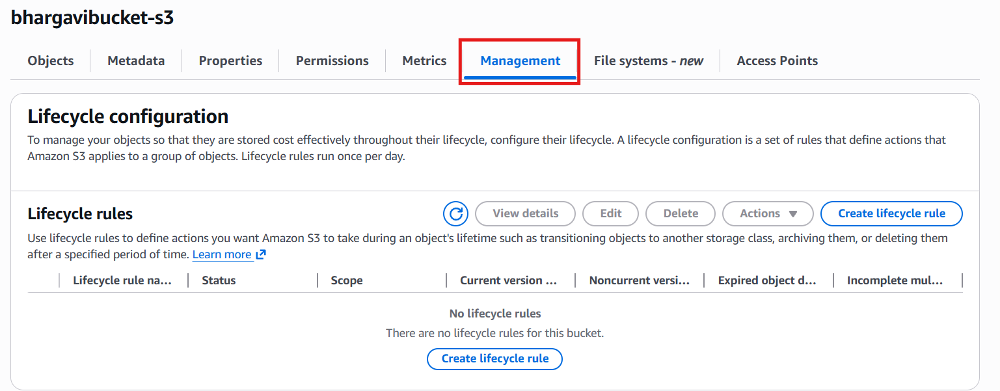 bhargavibucket-s3
Objects Metadata Properties Permissions Metrics Management File systems - new Access Points
Lifecycle configuration
To manage your objects so that they are stored cost effectively throughout their lifecycle, configure their lifecycle. A lifecycle configuration is a set of rules that define actions that
Amazon S3 applies to a group of objects. Lifecycle rules run once per day.
Lifecycle rules View details Edit Delete Actions Create lifecycle rule
Use lifecycle rules to define actions you want Amazon S3 to take during an object's lifetime such as transitioning objects to another storage class, archiving them, or deleting them
after a specified period of time. Learn more
Lifecycle rule na... Status Scope Current version ... Noncurrent versi... Expired object d... Incomplete mul...
No lifecycle rules
There are no lifecycle rules for this bucket.
Create lifecycle rule